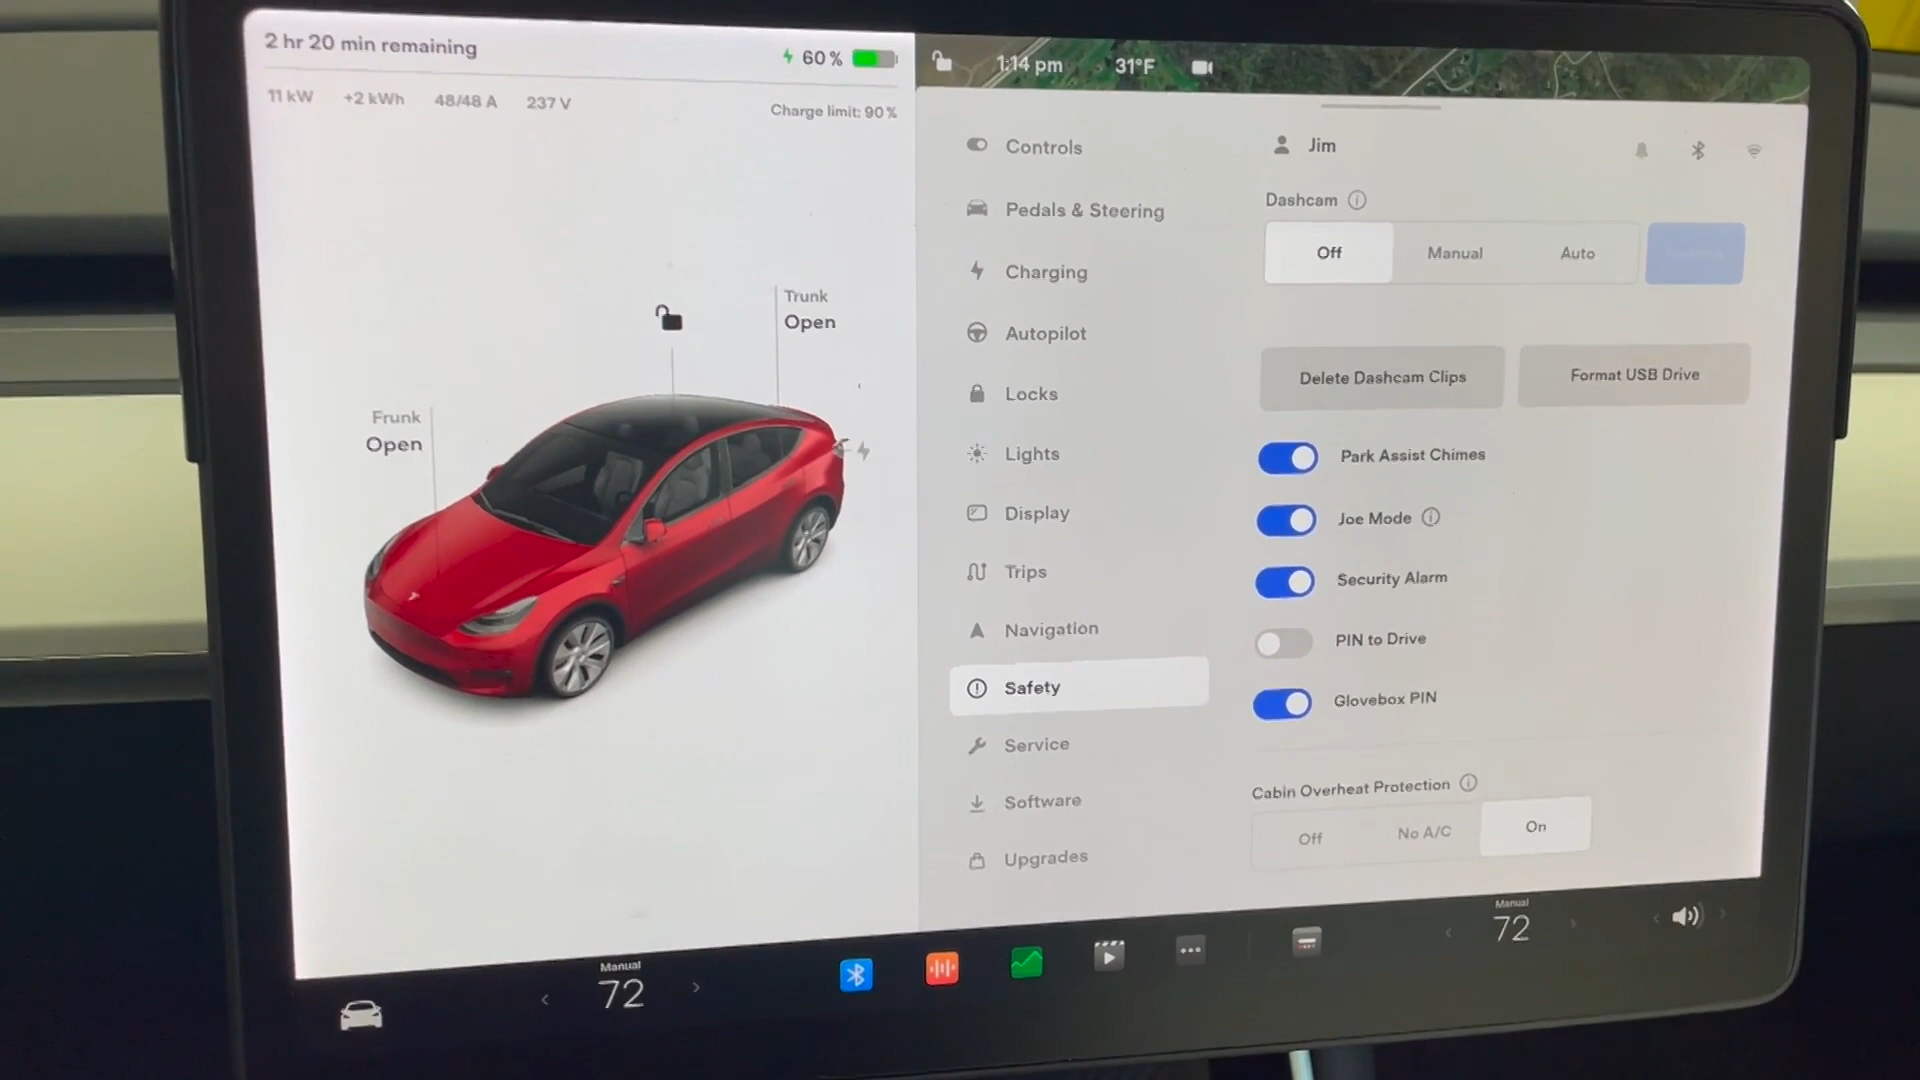 2 hr 20 min remaining
60 %
11 kW +2 kWh 48/48 A 237 V
Charge limit: 90 %
Trunk
Open
Frunk
Open
1:14 pm 31°F
Controls
Pedals & Steering
Charging
Autopilot
Locks
Lights
Display
Trips
Navigation
Safety
Service
Software
Upgrades
Jim
Dashcam
Off Manual Auto
Delete Dashcam Clips Format USB Drive
Park Assist Chimes
Joe Mode
Security Alarm
PIN to Drive
Glovebox PIN
Cabin Overheat Protection
Off No A/C On
Manual
72
Manual
72